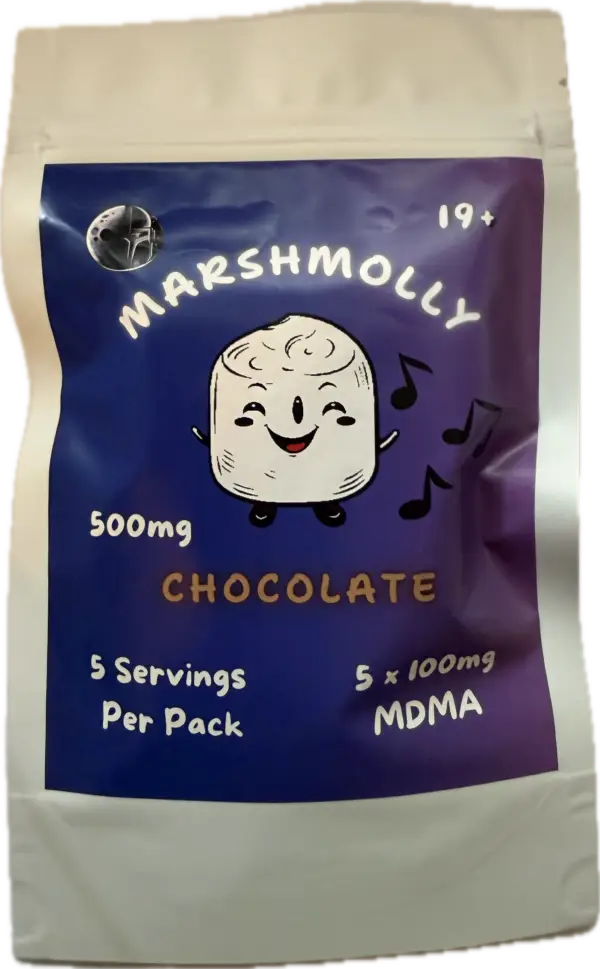 19+
MARSHMOLLY
500mg
CHOCOLATE
5 Servings
Per Pack
5 x 100mg
MDMA